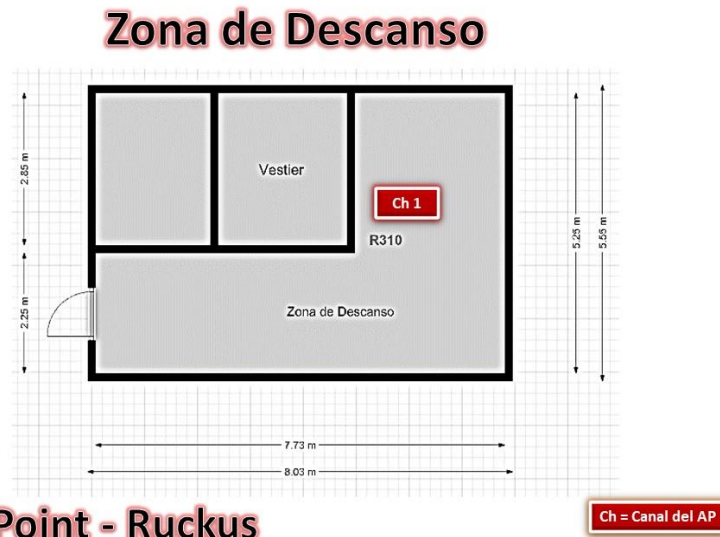 Zona de Descanso
2.85 m
Vestier
Ch 1
R310
5.25 m
5.55 m
2.25 m
Zona de Descanso
7.73 m
8.03 m
Point - Ruckus
Ch = Canal del AP